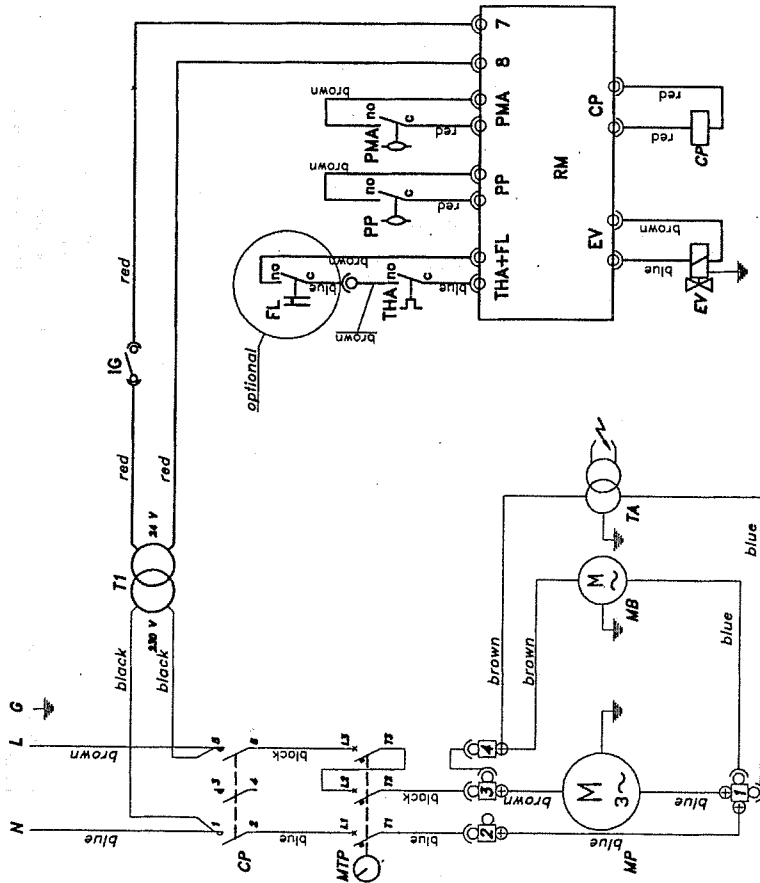 N
L
G
blue
brown
black
black
T1
230 V
24 V
red
red
red
IG
1
3
5
2
4
6
CP
blue
black
L1
L2
L3
MTP
T1
T2
T3
blue
black
2
3
4
brown
brown
brown
M
3~
MP
M
~
MB
TA
blue
blue
1
blue
blue
optional
FL
no
c
brown
blue
brown
THA
no
c
blue
PP
no
c
brown
red
PMA
no
c
brown
red
THA+FL
PP
PMA
8
7
RM
EV
CP
blue
brown
EV
red
red
CP